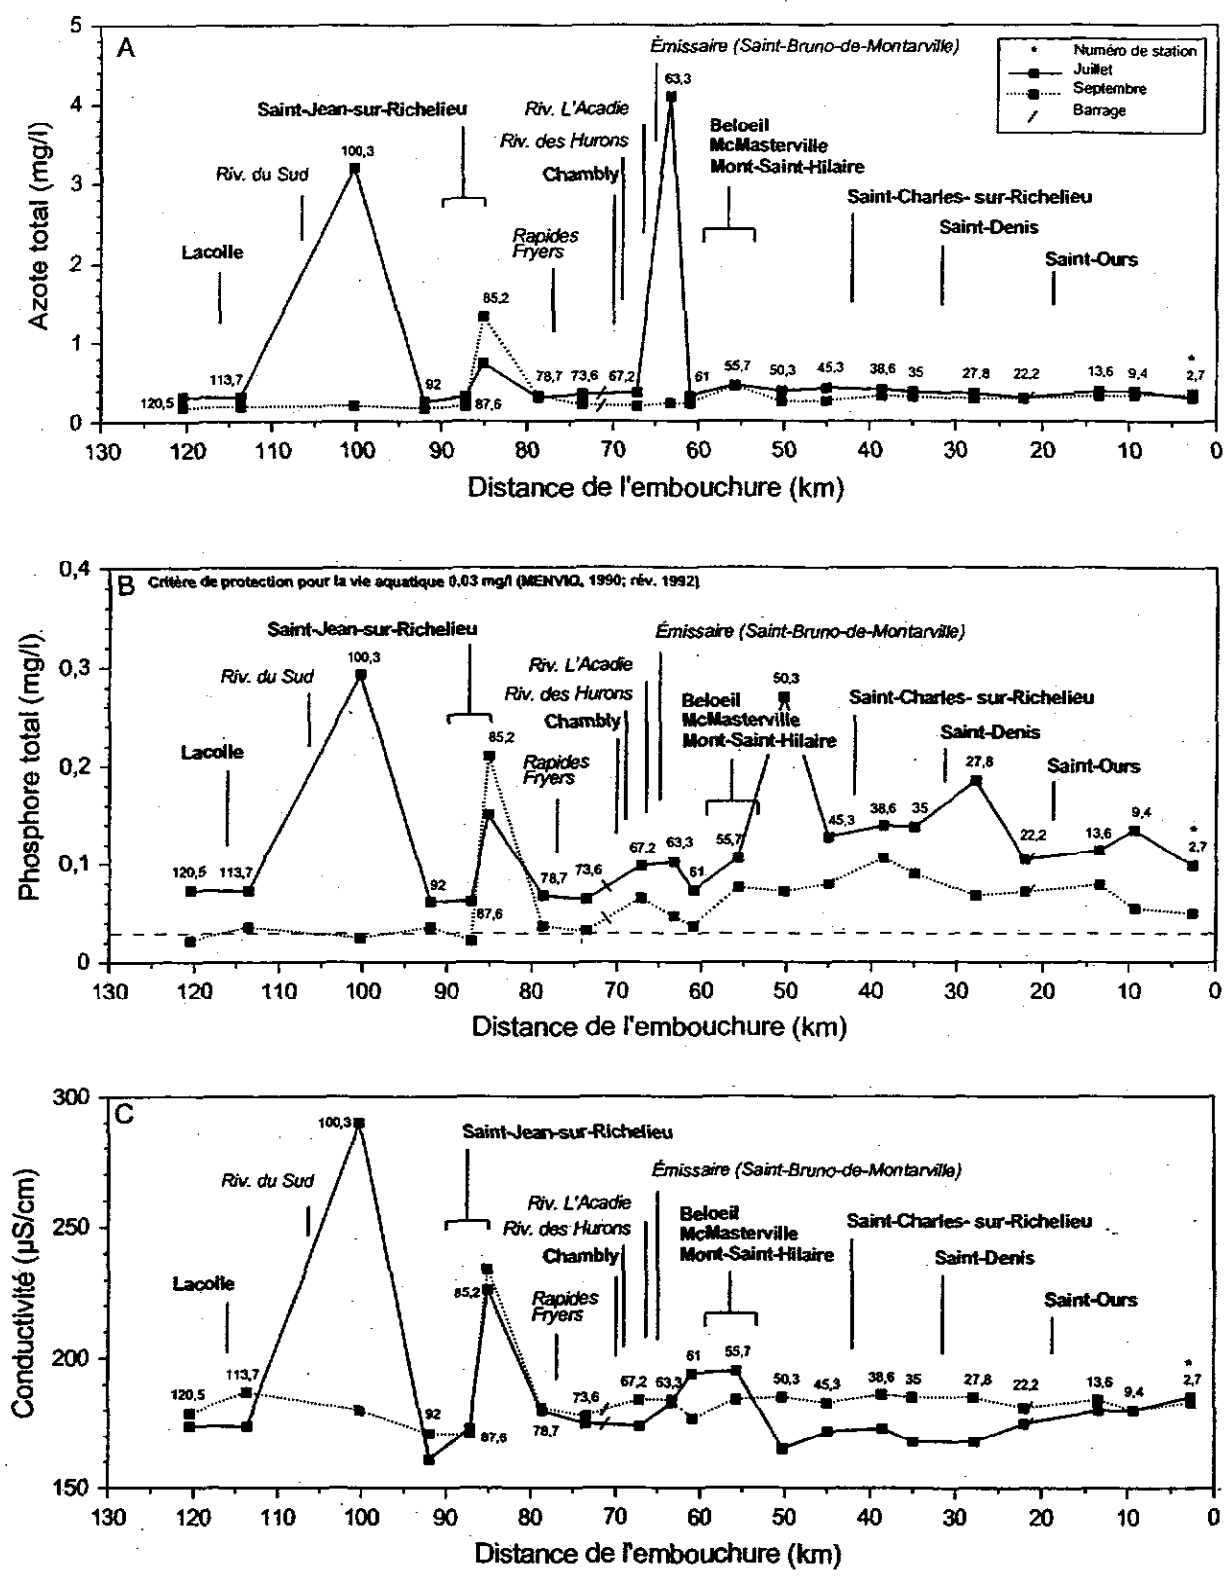 A
Émissaire (Saint-Bruno-de-Montarville)
* Numéro de station
Juillet
Septembre
Barrage
Azote total (mg/l)
5
4
3
2
1
0
63,3
Saint-Jean-sur-Richelieu
Riv. L'Acadie
Riv. des Hurons
Chambly
Beloeil
McMasterville
Mont-Saint-Hilaire
100,3
Riv. du Sud
Saint-Charles- sur-Richelieu
Saint-Denis
Lacolle
Rapides
Fryers
Saint-Ours
85,2
120,5
113,7
92
87,6
78,7
73,6
67,2
61
55,7
50,3
45,3
38,6
35
27,8
22,2
13,6
9,4
*
2,7
130 120 110 100 90 80 70 60 50 40 30 20 10 0
Distance de l'embouchure (km)
B
Critère de protection pour la vie aquatique 0.03 mg/l (MENVIQ, 1990; rév. 1992)
Phosphore total (mg/l).
0,4
0,3
0,2
0,1
0
Saint-Jean-sur-Richelieu
Émissaire (Saint-Bruno-de-Montarville)
100,3
Riv. du Sud
Riv. L'Acadie
Riv. des Hurons
Chambly
50,3
Beloeil
McMasterville
Mont-Saint-Hilaire
Saint-Charles- sur-Richelieu
Saint-Denis
Lacolle
85,2
Rapides
Fryers
27,8
Saint-Ours
120,5
113,7
92
87,6
78,7
73,6
67.2
63,3
61
55,7
45,3
38,6
35
22,2
13,6
9,4
*
2,7
130 120 110 100 90 80 70 60 50 40 30 20 10 0
Distance de l'embouchure (km)
C
Conductivité (µS/cm)
300
250
200
150
100,3
Saint-Jean-sur-Richelieu
Riv. du Sud
Émissaire (Saint-Bruno-de-Montarville)
Riv. L'Acadie
Riv. des Hurons
Chambly
Beloeil
McMasterville
Mont-Saint-Hilaire
Saint-Charles- sur-Richelieu
Saint-Denis
Lacolle
85,2
Rapides
Fryers
Saint-Ours
120,5
113,7
92
87,6
78,7
73,6
67,2
63,3
61
55,7
50,3
45,3
38,6
35
27,8
22,2
13,6
9,4
*
2,7
130 120 110 100 90 80 70 60 50 40 30 20 10 0
Distance de l'embouchure (km)